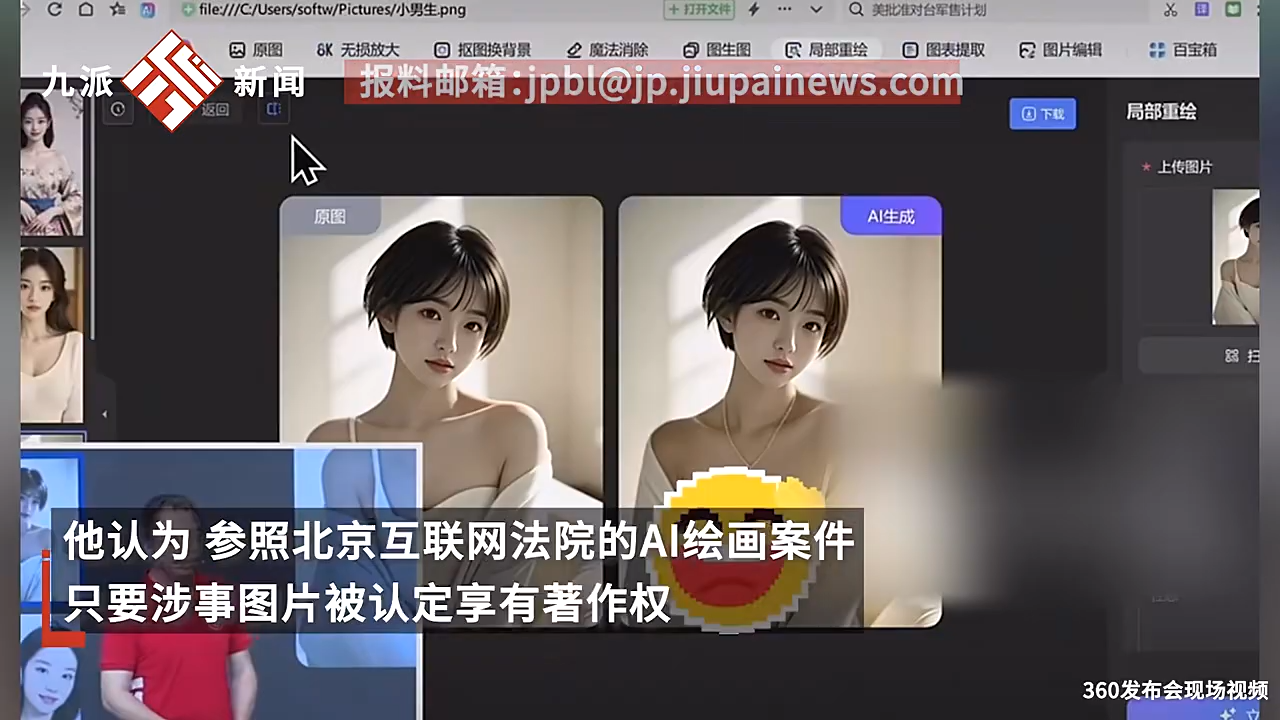 file:///C:/Users/softw/Pictures/小男生.png
打开文件
美批准对台军售计划
原图
8K 无损放大
抠图换背景
魔法消除
图生图
局部重绘
图表提取
图片编辑
百宝箱
九派 新闻
报料邮箱:jpbl@jp.jiupainews.com
返回
下载
局部重绘
* 上传图片
原图
AI生成
他认为 参照北京互联网法院的AI绘画案件
只要涉事图片被认定享有著作权
360发布会现场视频